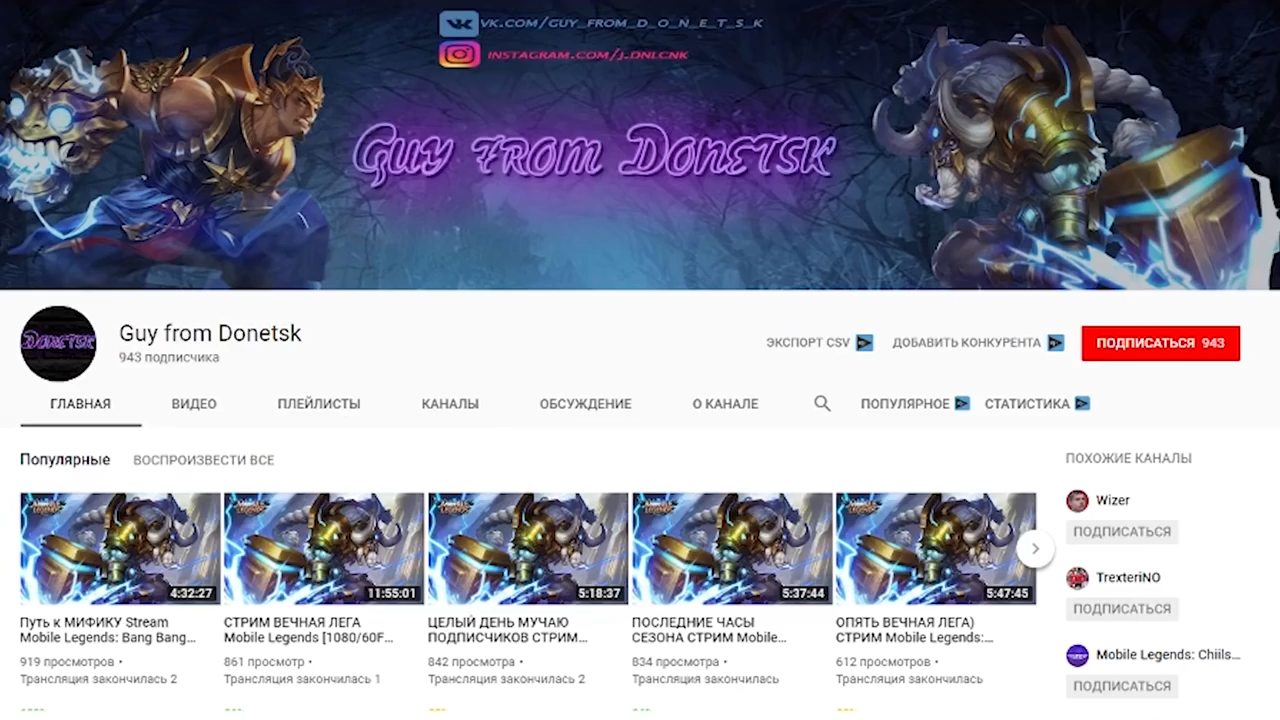 VK.COM/GUY_FROM_D_O_N_E_T_S_K
INSTAGRAM.COM/J.DNLCNK
Guy from Donetsk
Donetsk
Guy from Donetsk
943 подписчика
ЭКСПОРТ CSV
ДОБАВИТЬ КОНКУРЕНТА
ПОДПИСАТЬСЯ 943
ГЛАВНАЯ
ВИДЕО
ПЛЕЙЛИСТЫ
КАНАЛЫ
ОБСУЖДЕНИЕ
О КАНАЛЕ
ПОПУЛЯРНОЕ
СТАТИСТИКА
Популярные
ВОСПРОИЗВЕСТИ ВСЕ
4:32:27
Путь к МИФИКУ Stream
Mobile Legends: Bang Bang...
919 просмотров •
Трансляция закончилась 2
11:55:01
СТРИМ ВЕЧНАЯ ЛЕГА
Mobile Legends [1080/60F...
861 просмотр •
Трансляция закончилась 1
5:18:37
ЦЕЛЫЙ ДЕНЬ МУЧАЮ
ПОДПИСЧИКОВ СТРИМ...
842 просмотра •
Трансляция закончилась 2
5:37:44
ПОСЛЕДНИЕ ЧАСЫ
СЕЗОНА СТРИМ Mobile...
834 просмотра •
Трансляция закончилась
5:47:45
ОПЯТЬ ВЕЧНАЯ ЛЕГА)
СТРИМ Mobile Legends:...
612 просмотров •
Трансляция закончилась
ПОХОЖИЕ КАНАЛЫ
Wizer
ПОДПИСАТЬСЯ
TrexteriNO
ПОДПИСАТЬСЯ
Mobile Legends: Chiils...
ПОДПИСАТЬСЯ